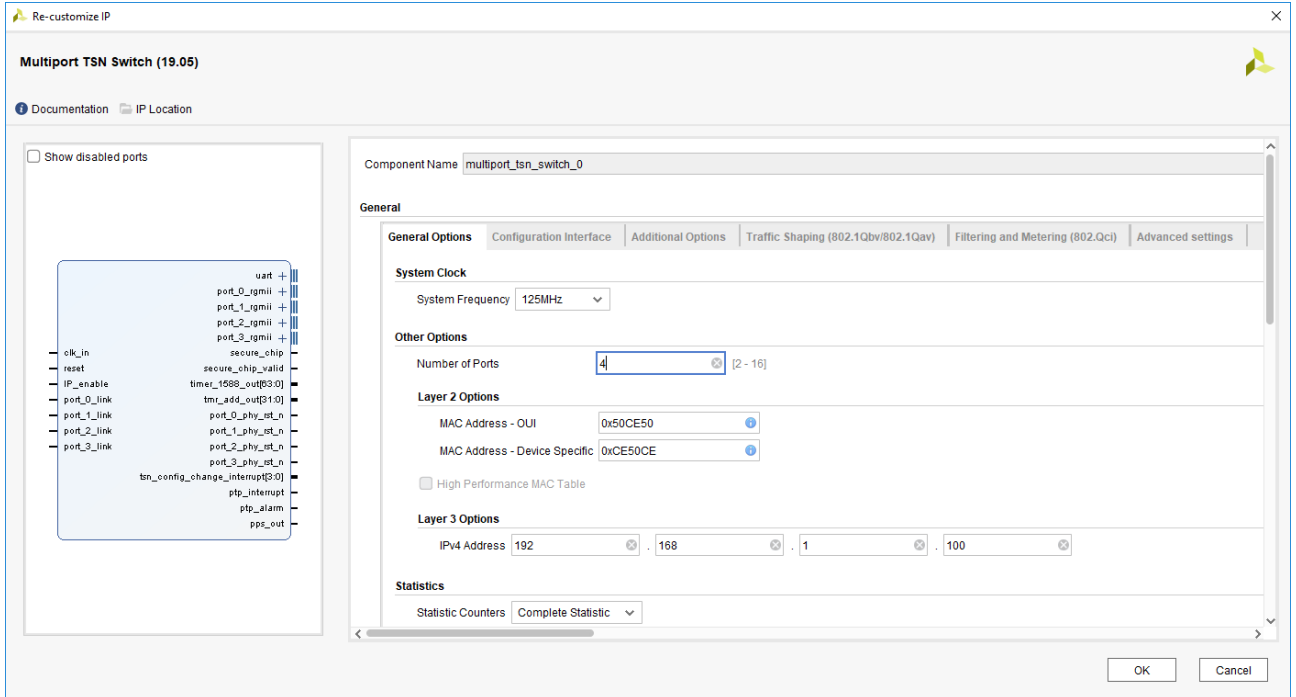 Re-customize IP
Multiport TSN Switch (19.05)
Documentation IP Location
Show disabled ports
uart
port_0_rgmii
port_1_rgmii
port_2_rgmii
port_3_rgmii
clk_in secure_chip
reset secure_chip_valid
IP_enable timer_1588_out[63:0]
port_0_link tmr_add_out[31:0]
port_1_link port_0_phy_rst_n
port_2_link port_1_phy_rst_n
port_3_link port_2_phy_rst_n
port_3_phy_rst_n
tsn_config_change_interrupt[3:0]
ptp_interrupt
ptp_alarm
pps_out
Component Name multiport_tsn_switch_0
General
General Options Configuration Interface Additional Options Traffic Shaping (802.1Qbv/802.1Qav) Filtering and Metering (802.Qci) Advanced settings
System Clock
System Frequency 125MHz
Other Options
Number of Ports 4 [2 - 16]
Layer 2 Options
MAC Address - OUI 0x50CE50
MAC Address - Device Specific 0xCE50CE
High Performance MAC Table
Layer 3 Options
IPv4 Address 192 . 168 . 1 . 100
Statistics
Statistic Counters Complete Statistic
OK Cancel